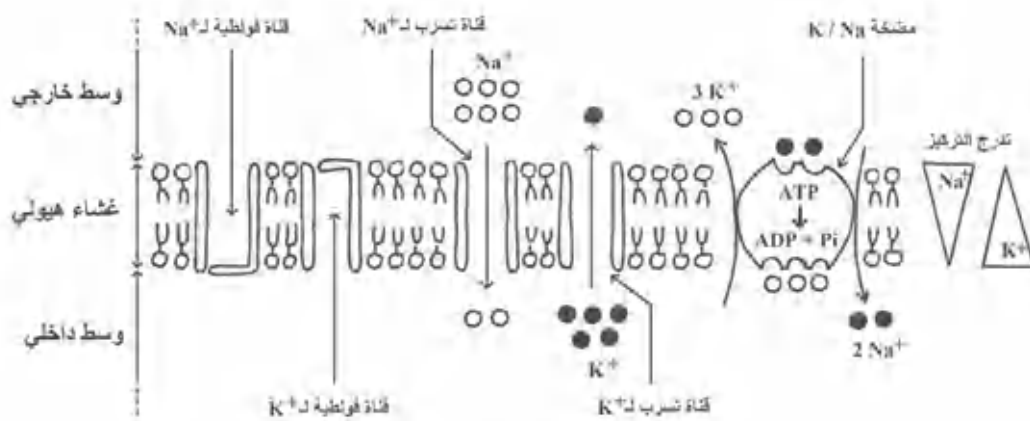 قناة فولطية لـ Na⁺
قناة تسرب لـ Na⁺
مضخة K / Na
Na⁺
وسط خارجي
3 K⁺
تدرج التركيز
غشاء هيولي
ATP
ADP + Pi
Na⁺
K⁺
وسط داخلي
K⁺
2 Na⁺
قناة فولطية لـ K⁺
قناة تسرب لـ K⁺